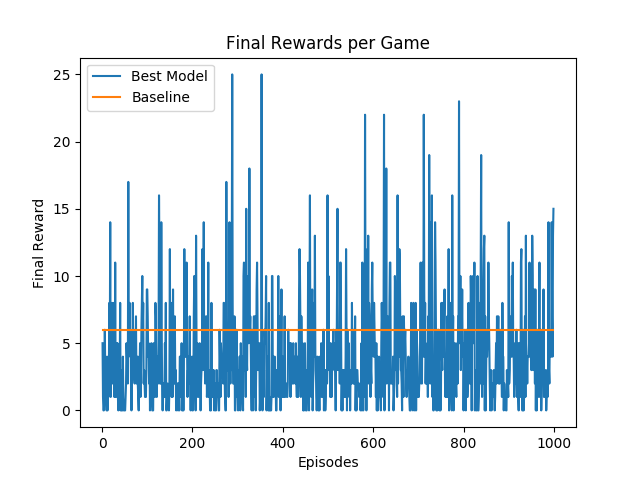 Final Rewards per Game
Best Model
Baseline
25
20
15
10
5
0
Final Reward
0 200 400 600 800 1000
Episodes